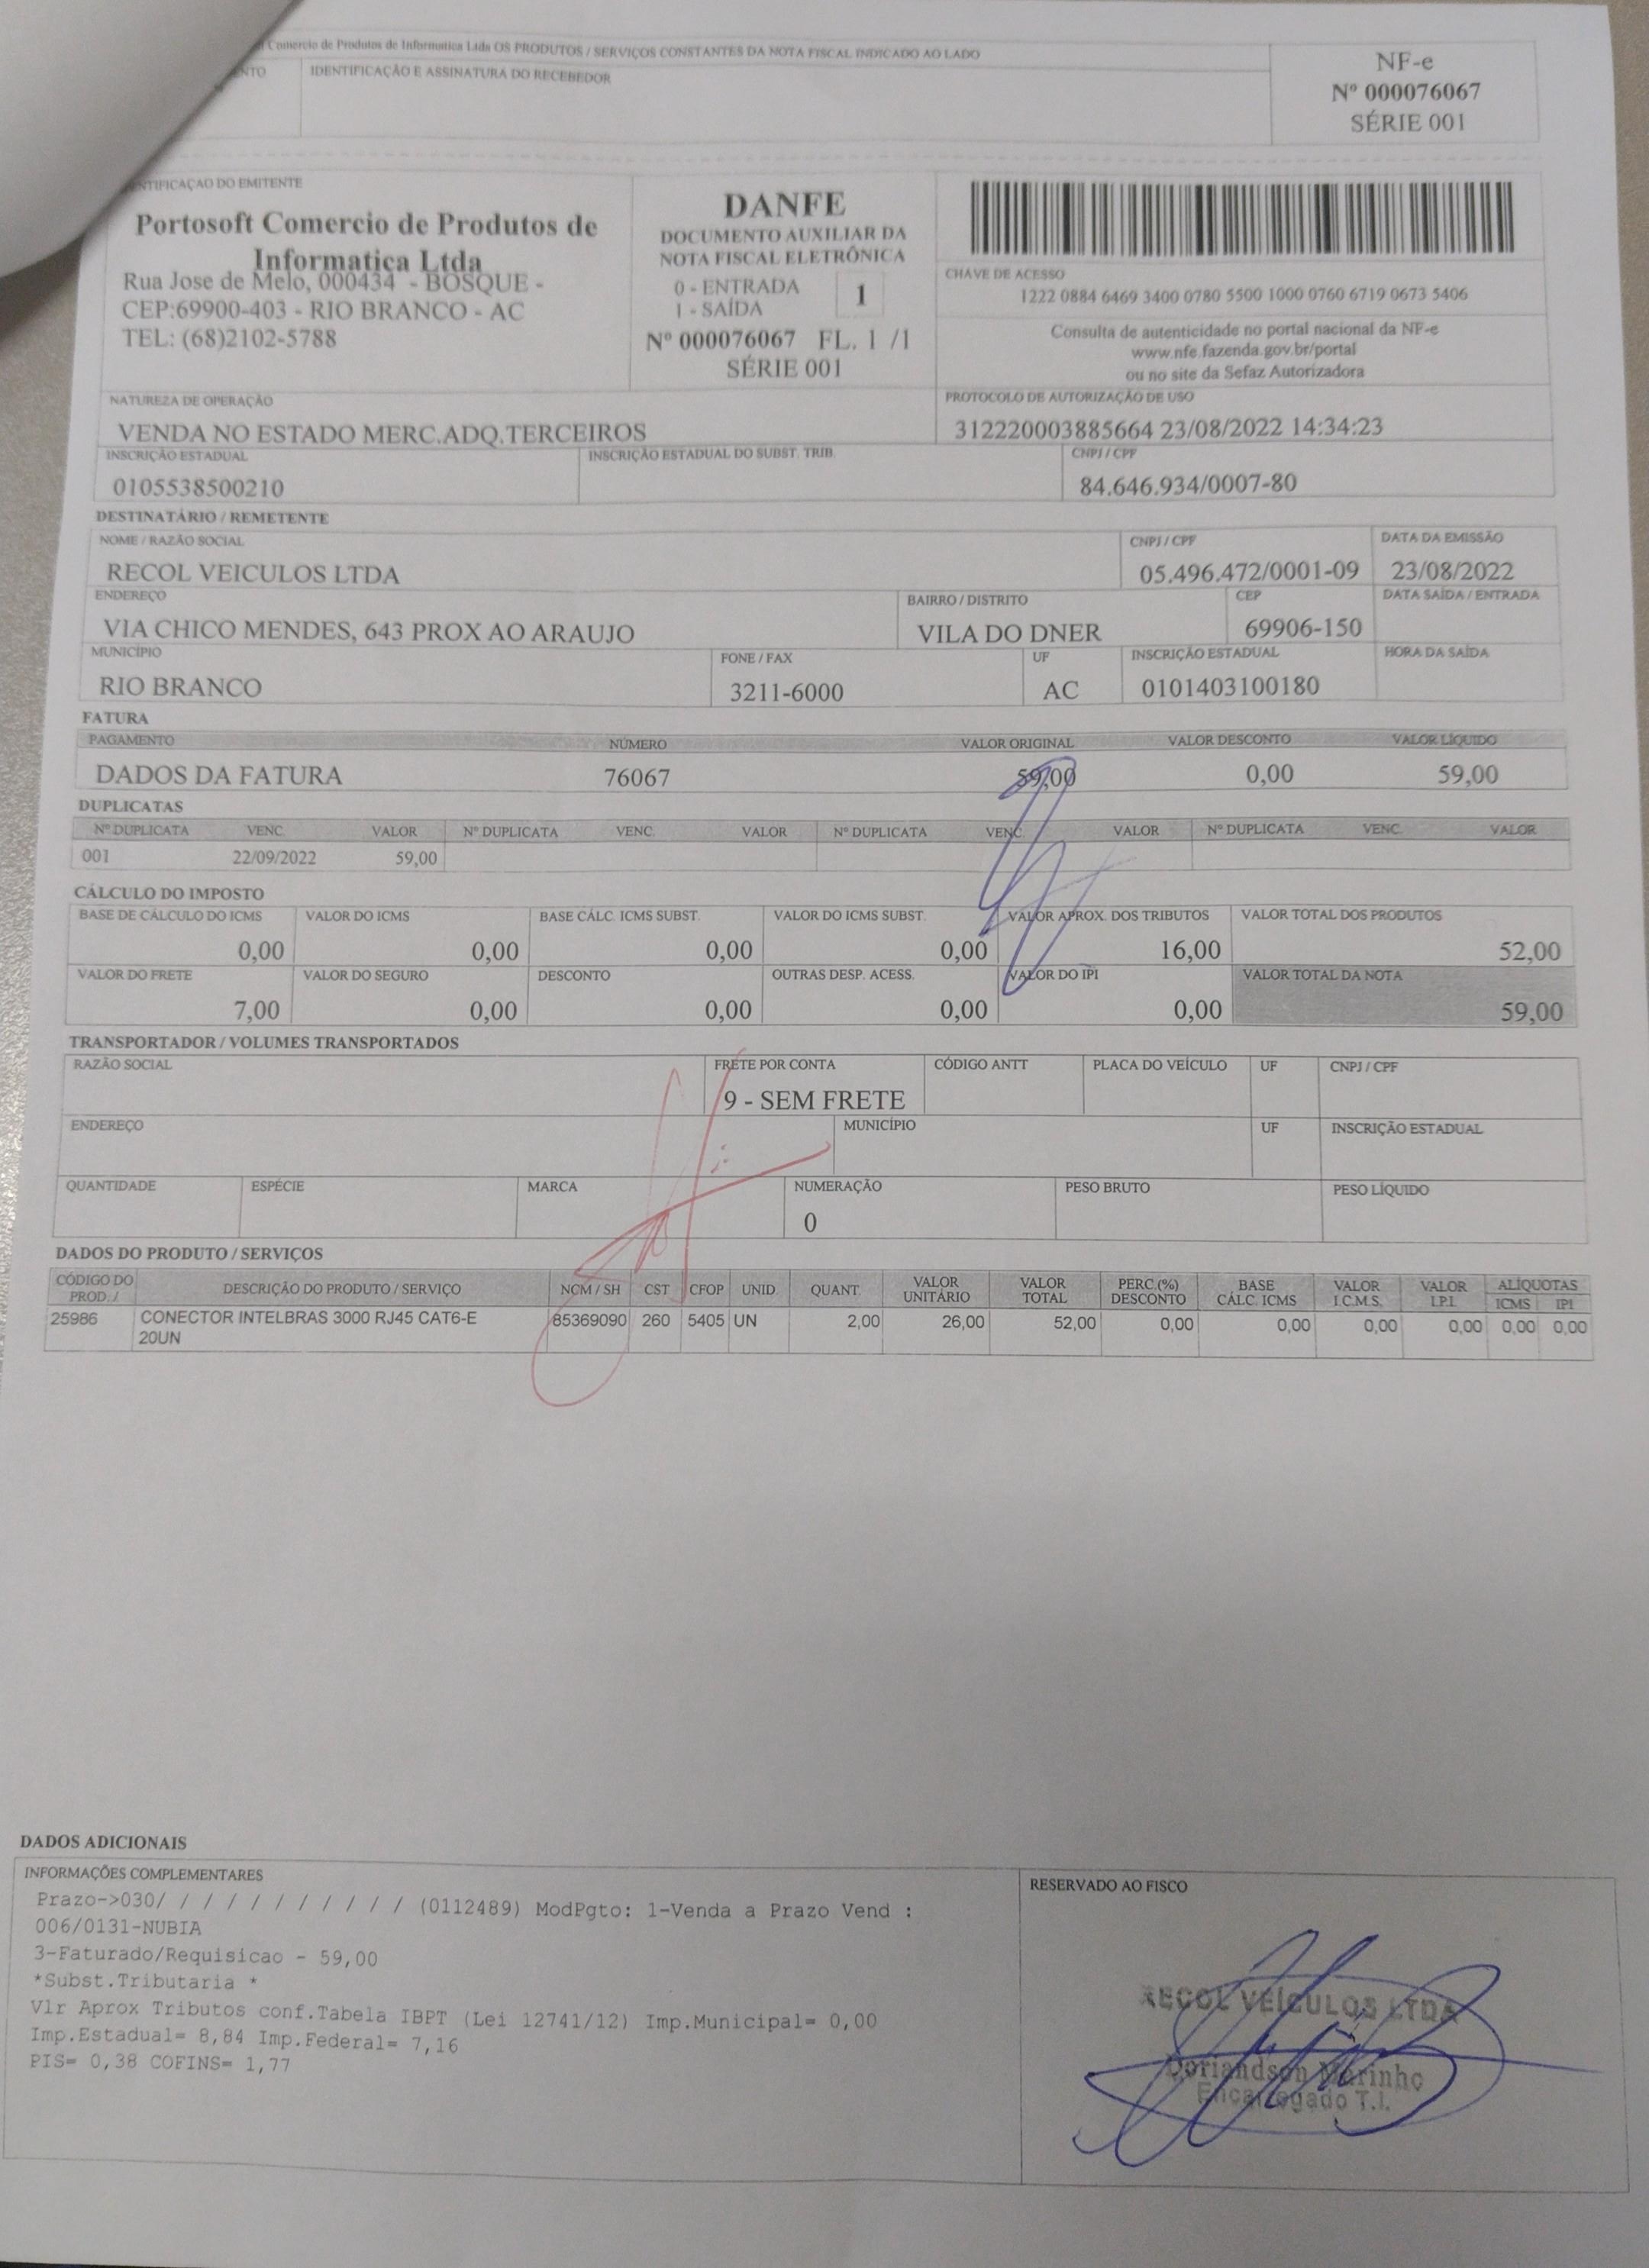 Comercio de Produtos de Informatica Ltda OS PRODUTOS / SERVIÇOS CONSTANTES DA NOTA FISCAL INDICADO AO LADO
IDENTIFICAÇÃO E ASSINATURA DO RECEBEDOR
NF-e
Nº 000076067
SÉRIE 001
NTIFICAÇAO DO EMITENTE
Portosoft Comercio de Produtos de
Informatica Ltda
Rua Jose de Melo, 000434 - BOSQUE -
CEP:69900-403 - RIO BRANCO - AC
TEL: (68)2102-5788
DANFE
DOCUMENTO AUXILIAR DA
NOTA FISCAL ELETRÔNICA
0 - ENTRADA
1 - SAÍDA
1
Nº 000076067 FL. 1 /1
SÉRIE 001
CHAVE DE ACESSO
1222 0884 6469 3400 0780 5500 1000 0760 6719 0673 5406
Consulta de autenticidade no portal nacional da NF-e
www.nfe.fazenda.gov.br/portal
ou no site da Sefaz Autorizadora
NATUREZA DE OPERAÇÃO
VENDA NO ESTADO MERC.ADQ.TERCEIROS
PROTOCOLO DE AUTORIZAÇÃO DE USO
312220003885664 23/08/2022 14:34:23
INSCRIÇÃO ESTADUAL
0105538500210
INSCRIÇÃO ESTADUAL DO SUBST. TRIB.
CNPJ / CPF
84.646.934/0007-80
DESTINATÁRIO / REMETENTE
NOME / RAZÃO SOCIAL
RECOL VEICULOS LTDA
CNPJ / CPF
05.496.472/0001-09
DATA DA EMISSÃO
23/08/2022
ENDEREÇO
VIA CHICO MENDES, 643 PROX AO ARAUJO
BAIRRO / DISTRITO
VILA DO DNER
CEP
69906-150
DATA SAÍDA / ENTRADA
MUNICÍPIO
RIO BRANCO
FONE / FAX
3211-6000
UF
AC
INSCRIÇÃO ESTADUAL
0101403100180
HORA DA SAÍDA
FATURA
PAGAMENTO NÚMERO VALOR ORIGINAL VALOR DESCONTO VALOR LÍQUIDO
DADOS DA FATURA 76067 59,00 0,00 59,00
DUPLICATAS
Nº DUPLICATA VENC. VALOR Nº DUPLICATA VENC. VALOR Nº DUPLICATA VENC. VALOR Nº DUPLICATA VENC. VALOR
001 22/09/2022 59,00
CÁLCULO DO IMPOSTO
BASE DE CÁLCULO DO ICMS VALOR DO ICMS BASE CÁLC. ICMS SUBST. VALOR DO ICMS SUBST. VALOR APROX. DOS TRIBUTOS VALOR TOTAL DOS PRODUTOS
0,00 0,00 0,00 0,00 16,00 52,00
VALOR DO FRETE VALOR DO SEGURO DESCONTO OUTRAS DESP. ACESS. VALOR DO IPI VALOR TOTAL DA NOTA
7,00 0,00 0,00 0,00 0,00 59,00
TRANSPORTADOR / VOLUMES TRANSPORTADOS
RAZÃO SOCIAL FRETE POR CONTA CÓDIGO ANTT PLACA DO VEÍCULO UF CNPJ / CPF
9 - SEM FRETE
ENDEREÇO MUNICÍPIO UF INSCRIÇÃO ESTADUAL
QUANTIDADE ESPÉCIE MARCA NUMERAÇÃO PESO BRUTO PESO LÍQUIDO
0
DADOS DO PRODUTO / SERVIÇOS
CÓDIGO DO PROD. / DESCRIÇÃO DO PRODUTO / SERVIÇO NCM / SH CST CFOP UNID QUANT. VALOR UNITÁRIO VALOR TOTAL PERC.(%) DESCONTO BASE CÁLC. ICMS VALOR I.C.M.S. VALOR I.P.I. ALÍQUOTAS ICMS IPI
25986 CONECTOR INTELBRAS 3000 RJ45 CAT6-E 85369090 260 5405 UN 2,00 26,00 52,00 0,00 0,00 0,00 0,00 0,00 0,00
20UN
DADOS ADICIONAIS
INFORMAÇÕES COMPLEMENTARES
Prazo->030/ / / / / / / / / / / (0112489) ModPgto: 1-Venda a Prazo Vend :
006/0131-NUBIA
3-Faturado/Requisicao - 59,00
*Subst.Tributaria *
Vlr Aprox Tributos conf.Tabela IBPT (Lei 12741/12) Imp.Municipal= 0,00
Imp.Estadual= 8,84 Imp.Federal= 7,16
PIS= 0,38 COFINS= 1,77
RESERVADO AO FISCO
RECOL VEÍCULOS LTDA
Doriandson Marinho
Encarregado T.I.